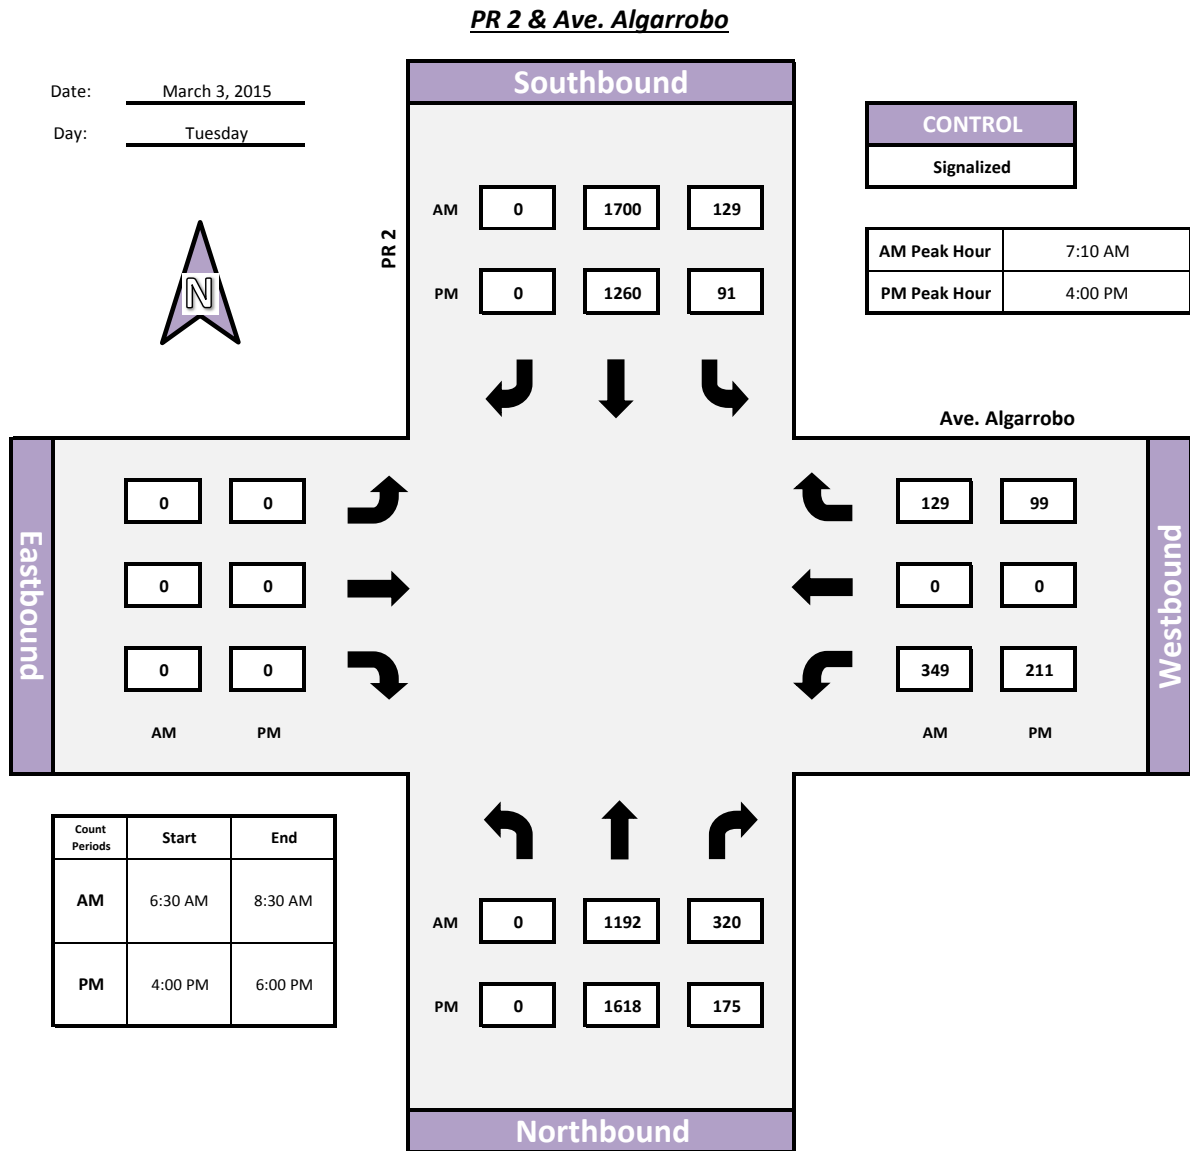 PR 2 & Ave. Algarrobo
Southbound
Date: March 3, 2015
Day: Tuesday
CONTROL
Signalized
AM 0 1700 129
PM 0 1260 91
PR 2
N
AM Peak Hour 7:10 AM
PM Peak Hour 4:00 PM
Ave. Algarrobo
Eastbound
0 0
0 0
0 0
AM PM
129 99
0 0
349 211
AM PM
Westbound
Count Periods Start End
AM 6:30 AM 8:30 AM
PM 4:00 PM 6:00 PM
AM 0 1192 320
PM 0 1618 175
Northbound